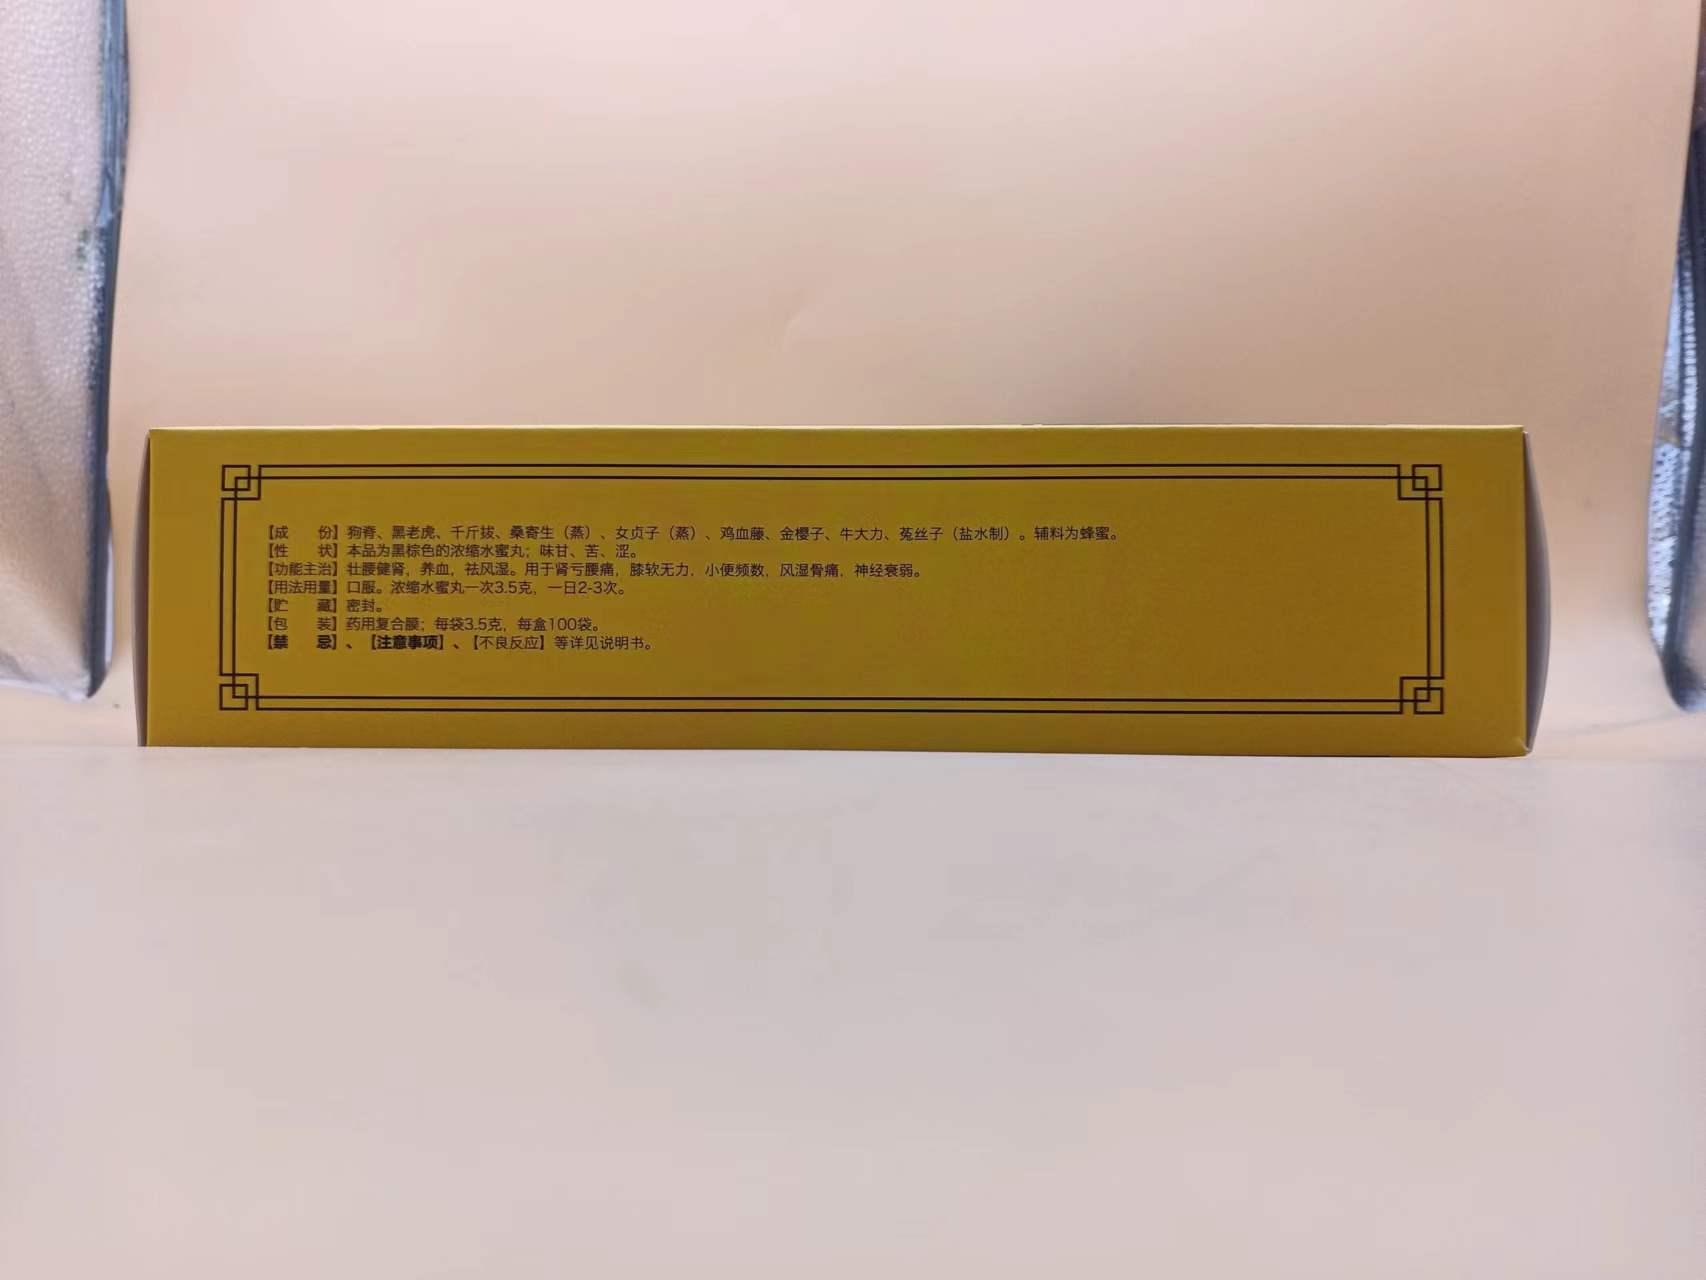 【成　份】狗脊、黑老虎、千斤拔、桑寄生（蒸）、女贞子（蒸）、鸡血藤、金樱子、牛大力、菟丝子（盐水制）。辅料为蜂蜜。
【性　状】本品为黑棕色的浓缩水蜜丸；味甘、苦、涩。
【功能主治】壮腰健肾，养血，祛风湿。用于肾亏腰痛，膝软无力，小便频数，风湿骨痛，神经衰弱。
【用法用量】口服。浓缩水蜜丸一次3.5克，一日2-3次。
【贮　藏】密封。
【包　装】药用复合膜；每袋3.5克，每盒100袋。
【禁　忌】、【注意事项】、【不良反应】等详见说明书。